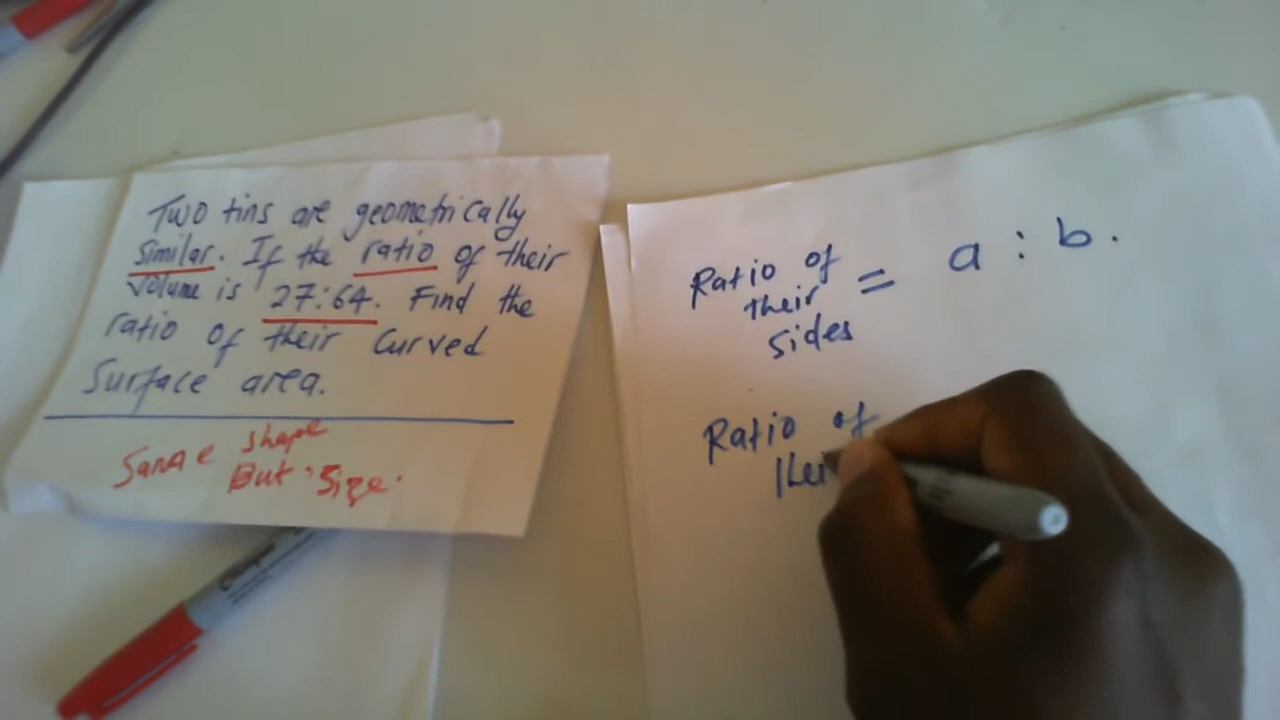 Two tins are geometrically
Similar. If the ratio of their
Volume is 27:64. Find the
ratio of their Curved
Surface area.
Same shape
But Size.
Ratio of
their
Sides
= a : b.
Ratio of